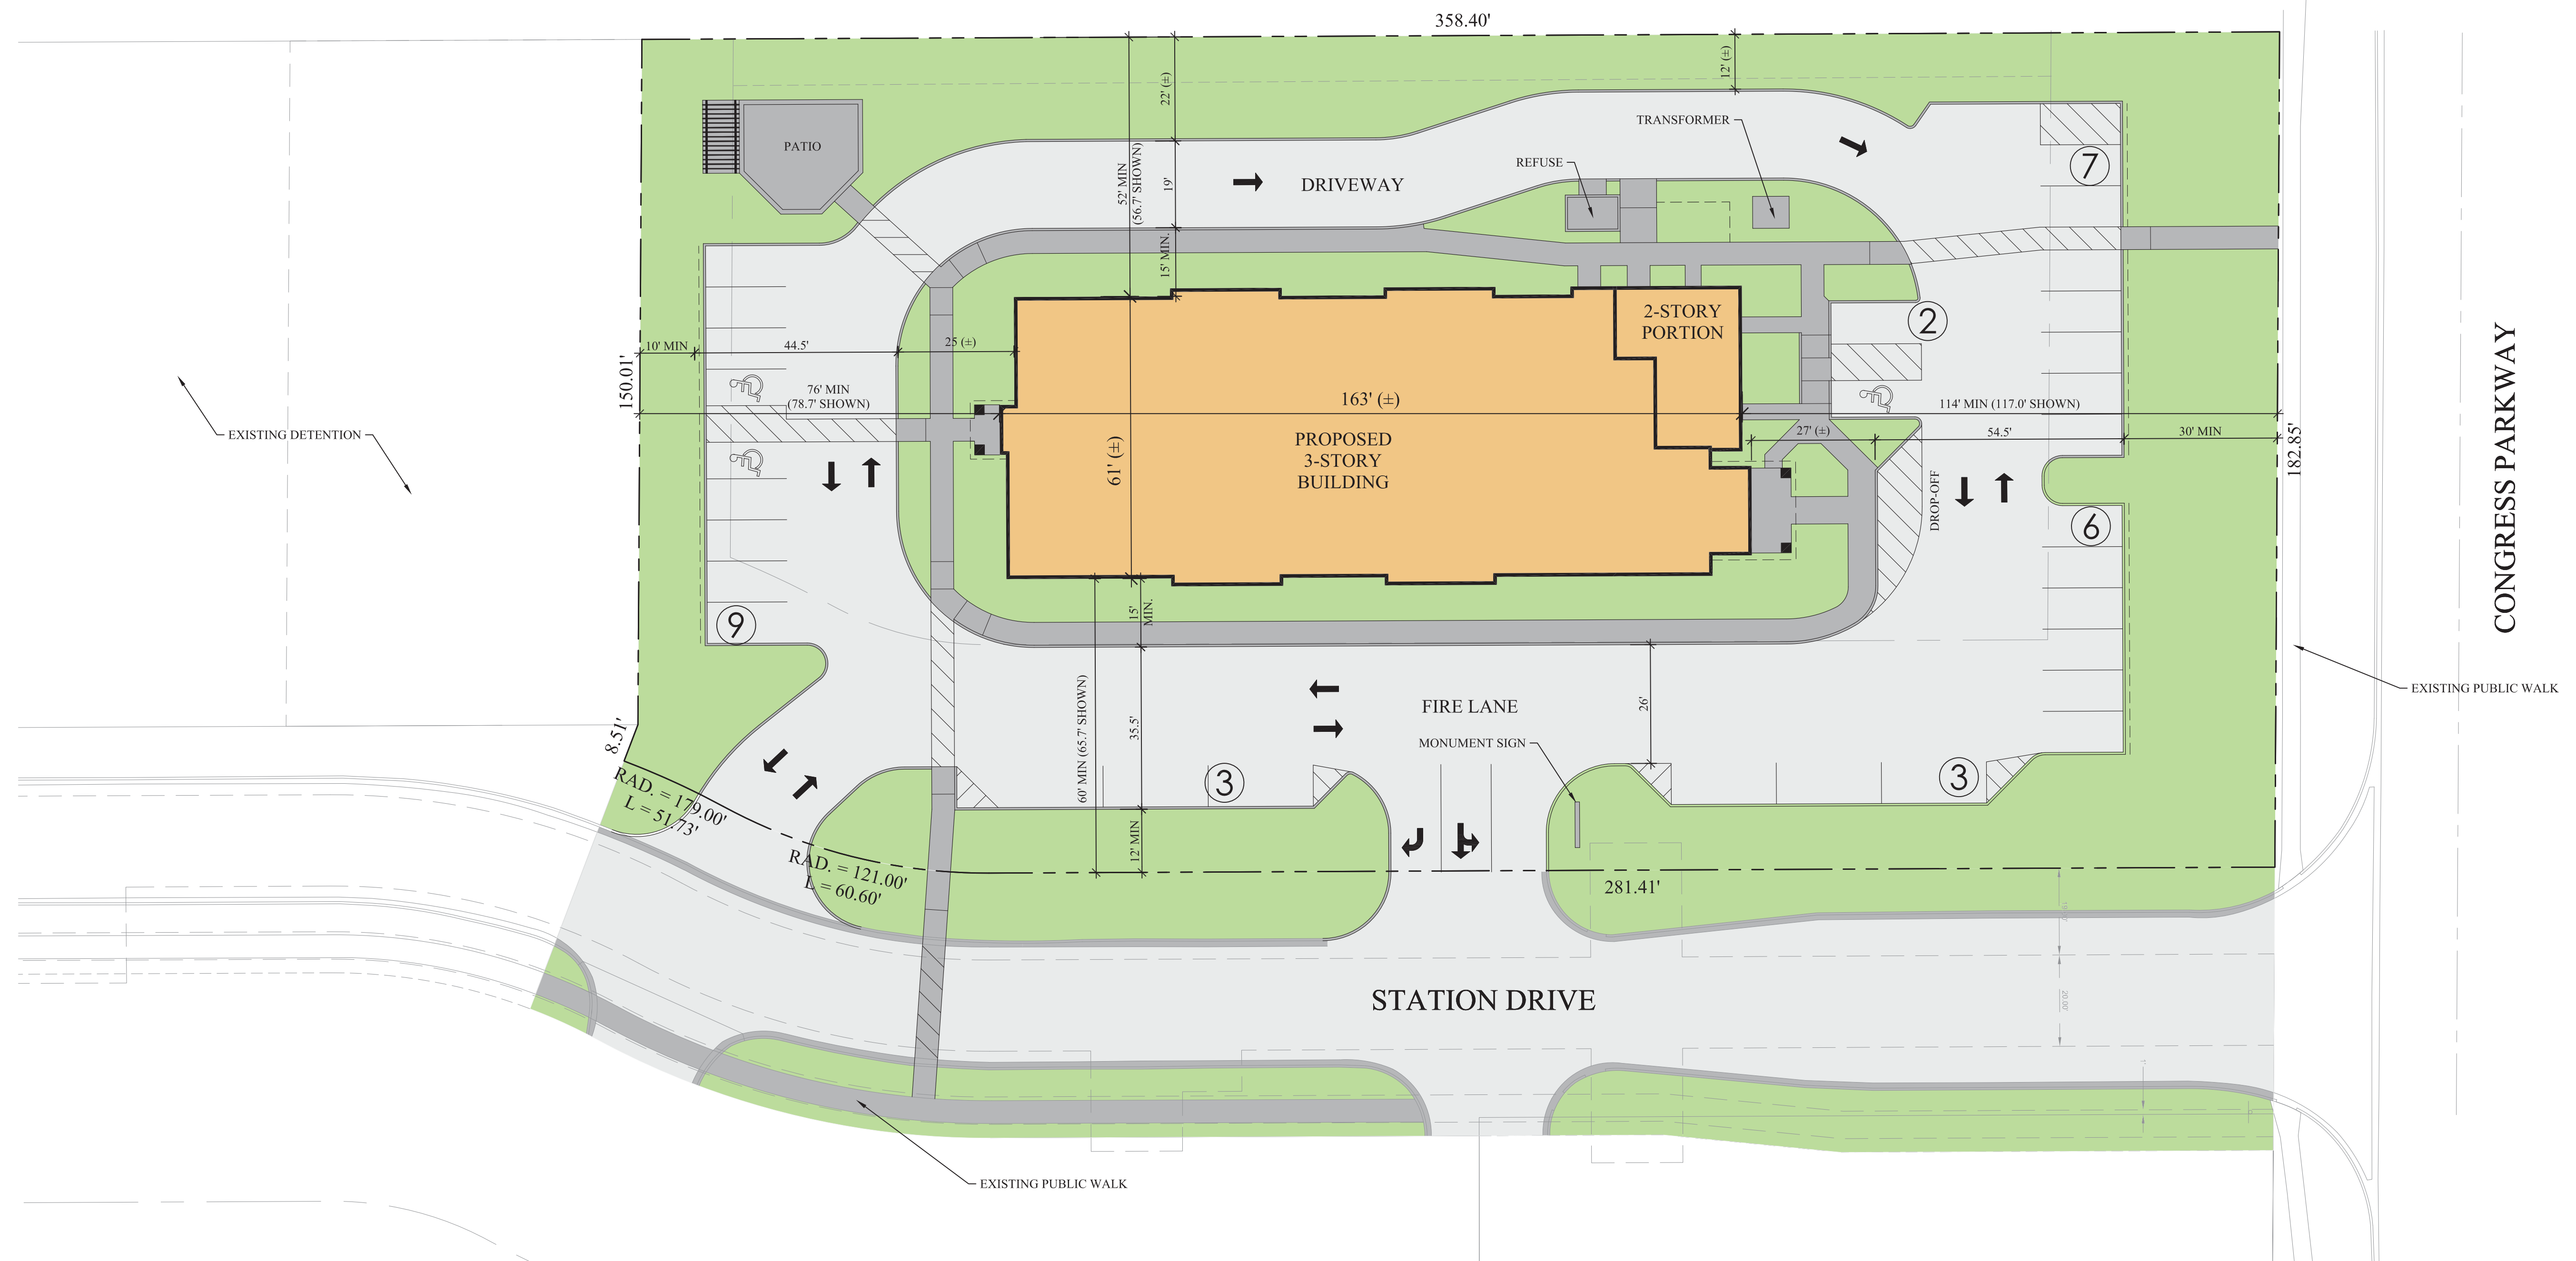 358.40'
12' (±)
22' (±)
TRANSFORMER
PATIO
REFUSE
7
52' MIN
(56.7' SHOWN)
19'
DRIVEWAY
15' MIN.
2-STORY
PORTION
2
10' MIN
44.5'
25 (±)
150.01'
76' MIN
(78.7' SHOWN)
163' (±)
114' MIN (117.0' SHOWN)
EXISTING DETENTION
61' (±)
PROPOSED
3-STORY
BUILDING
27' (±)
54.5'
30' MIN
182.85'
DROP-OFF
6
CONGRESS PARKWAY
9
15'
MIN.
60' MIN (65.7' SHOWN)
35.5'
FIRE LANE
26'
EXISTING PUBLIC WALK
MONUMENT SIGN
8.51'
RAD. = 179.00'
L = 51.73'
3
3
12' MIN
RAD. = 121.00'
L = 60.60'
281.41'
STATION DRIVE
20.00'
EXISTING PUBLIC WALK